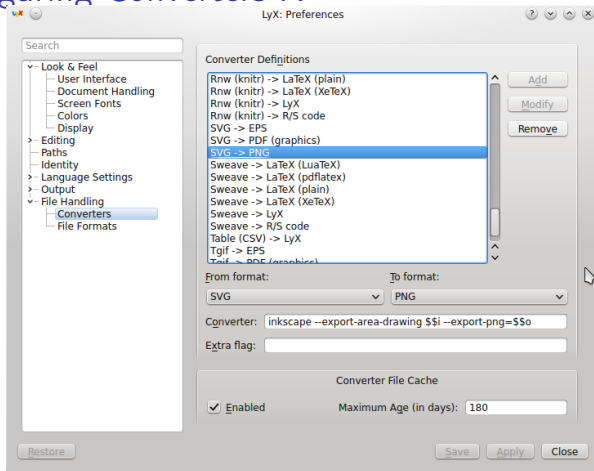 LyX: Preferences
Search
Look & Feel
User Interface
Document Handling
Screen Fonts
Colors
Display
Editing
Paths
Identity
Language Settings
Output
File Handling
Converters
File Formats
Converter Definitions
Rnw (knitr) -> LaTeX (plain)
Rnw (knitr) -> LaTeX (XeTeX)
Rnw (knitr) -> LyX
Rnw (knitr) -> R/S code
SVG -> EPS
SVG -> PDF (graphics)
SVG -> PNG
Sweave -> LaTeX (LuaTeX)
Sweave -> LaTeX (pdflatex)
Sweave -> LaTeX (plain)
Sweave -> LaTeX (XeTeX)
Sweave -> LyX
Sweave -> R/S code
Table (CSV) -> LyX
Tgif -> EPS
Tgif -> PDF (graphics)
Add
Modify
Remove
From format: To format:
SVG PNG
Converter: inkscape --export-area-drawing $$i --export-png=$$o
Extra flag:
Converter File Cache
Enabled Maximum Age (in days): 180
Restore Save Apply Close